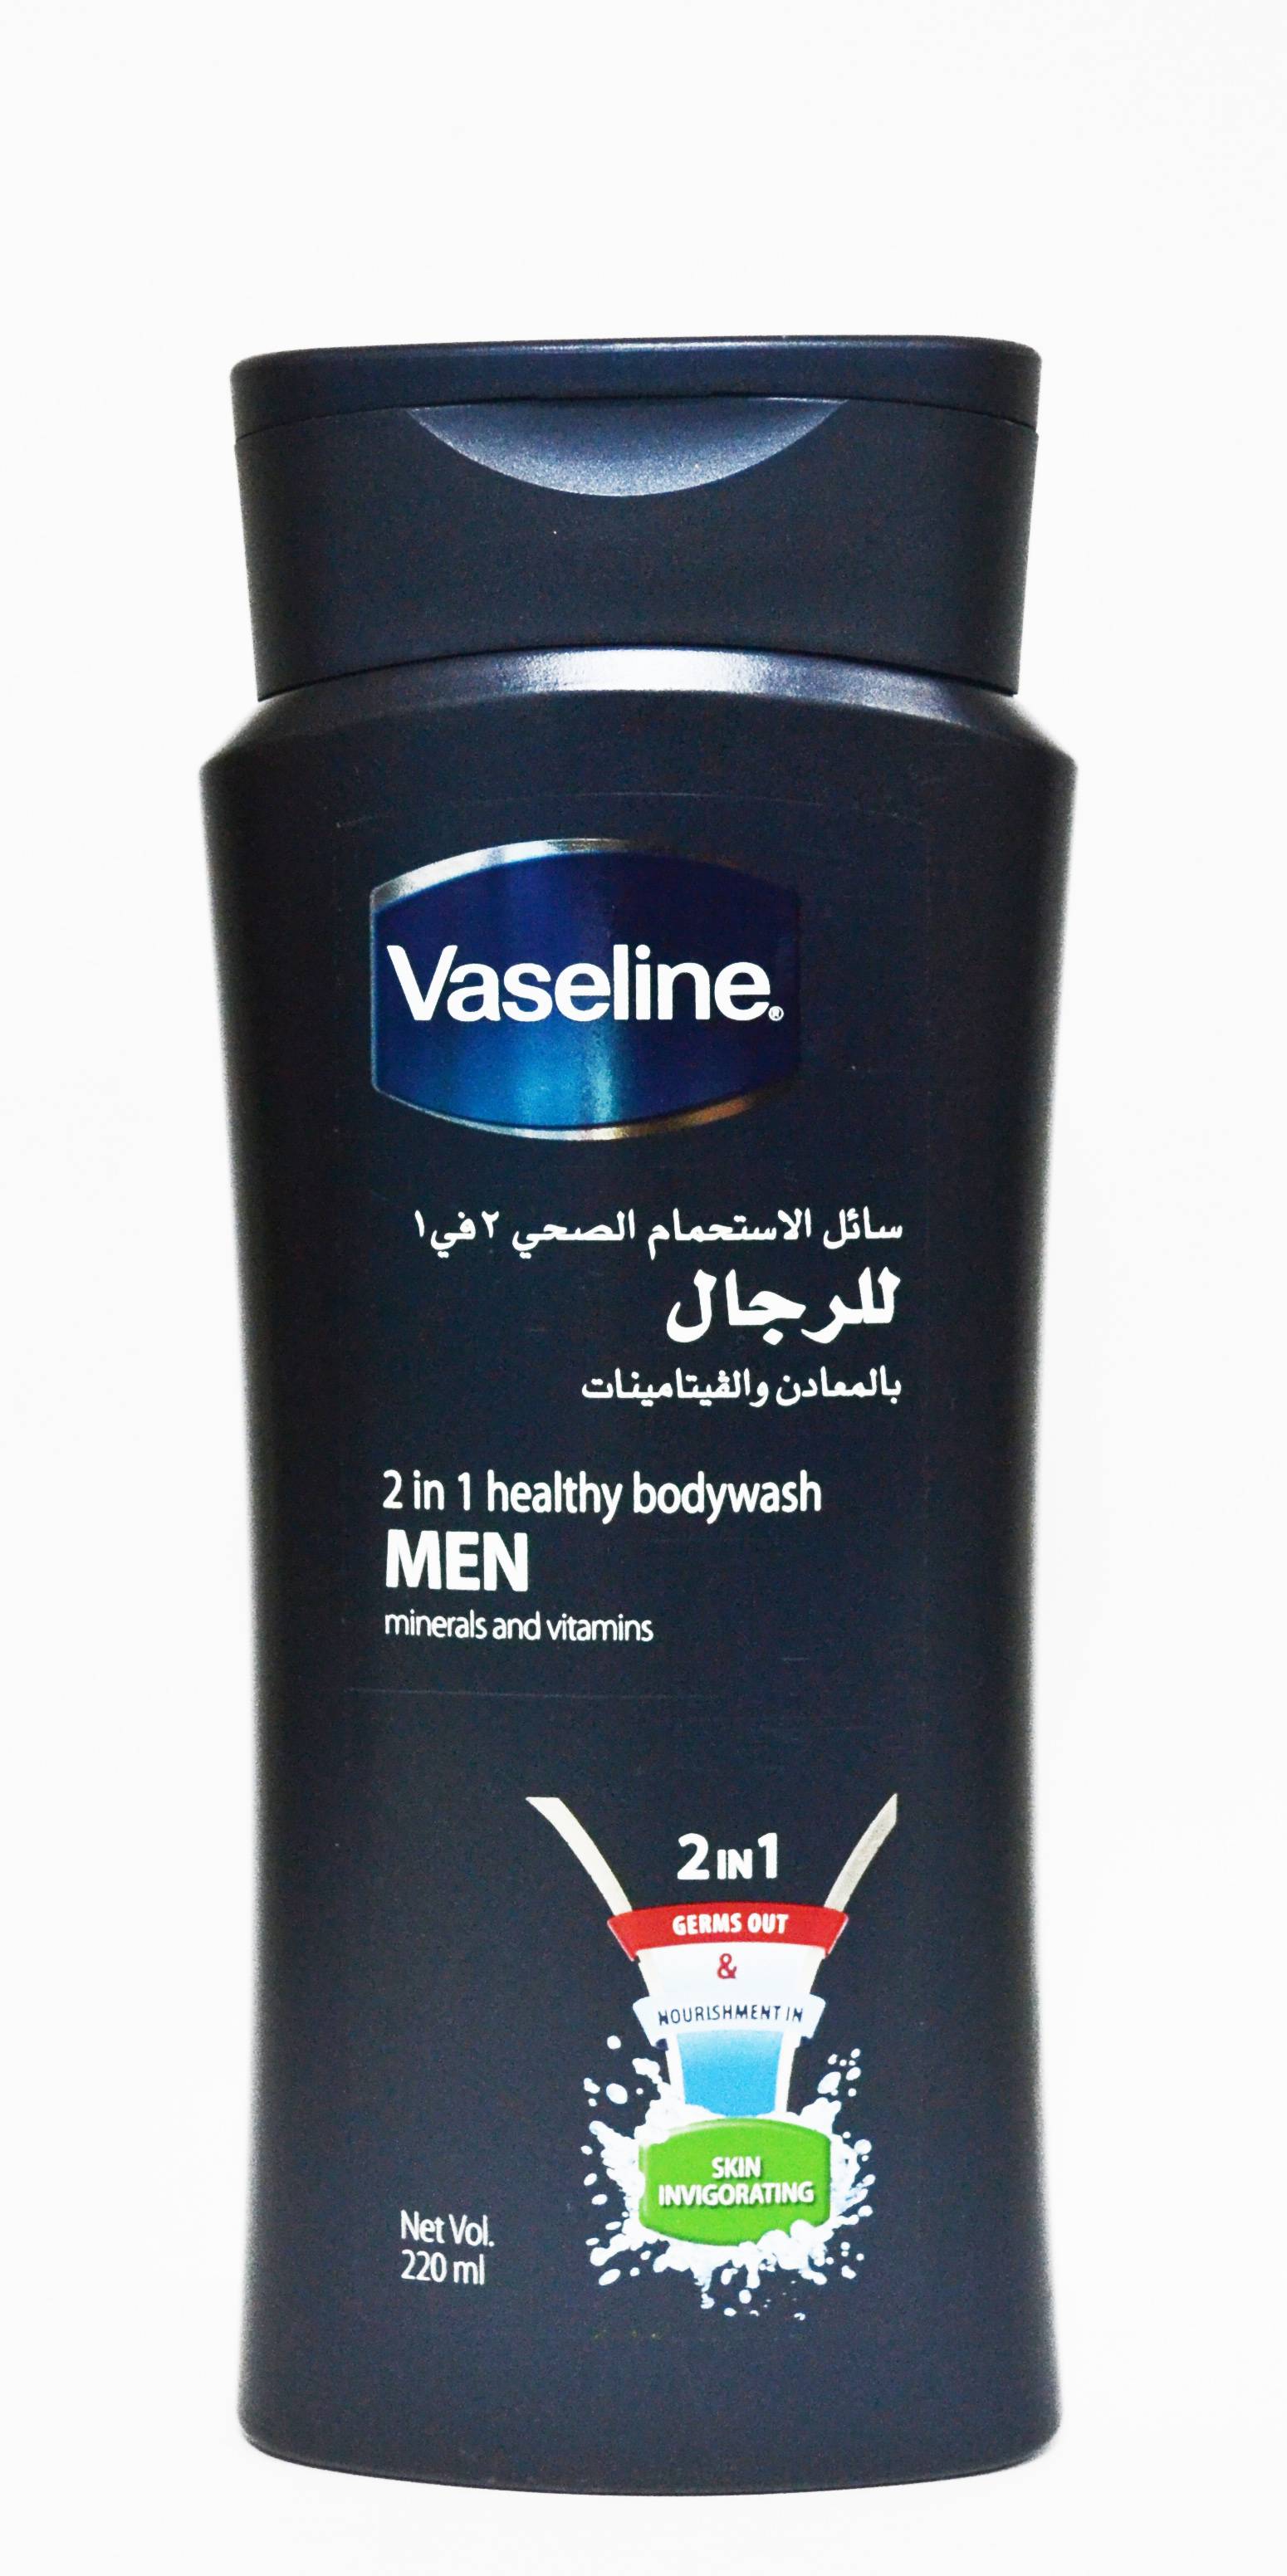 Vaseline®
سائل الاستحمام الصحي ٢ في ١
للرجال
بالمعادن والڤيتامينات
2 in 1 healthy bodywash
MEN
minerals and vitamins
2 IN 1
GERMS OUT
&
NOURISHMENT IN
SKIN
INVIGORATING
Net Vol.
220 ml